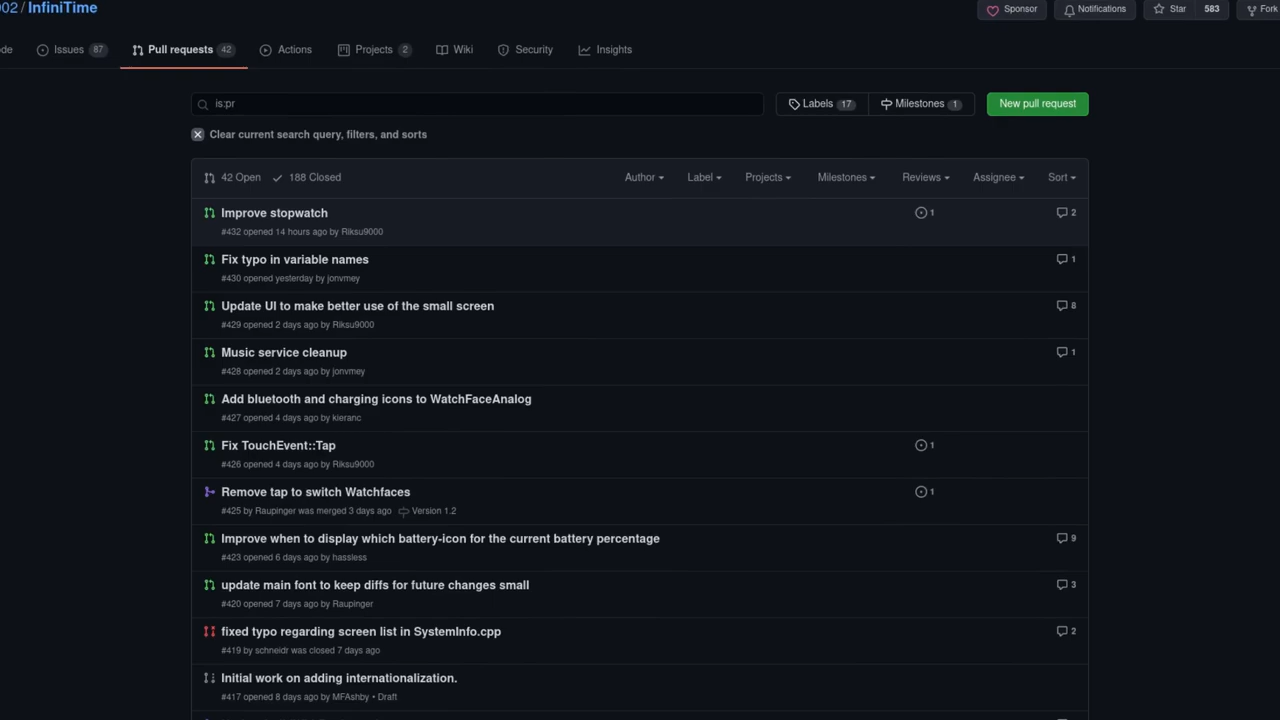 02 / InfiniTime
Sponsor Notifications Star 583 Fork
de Issues 87 Pull requests 42 Actions Projects 2 Wiki Security Insights
is:pr Labels 17 Milestones 1 New pull request
Clear current search query, filters, and sorts
42 Open 188 Closed Author Label Projects Milestones Reviews Assignee Sort
Improve stopwatch 1 2
#432 opened 14 hours ago by Riksu9000
Fix typo in variable names 1
#430 opened yesterday by jonvmey
Update UI to make better use of the small screen 8
#429 opened 2 days ago by Riksu9000
Music service cleanup 1
#428 opened 2 days ago by jonvmey
Add bluetooth and charging icons to WatchFaceAnalog
#427 opened 4 days ago by kieranc
Fix TouchEvent::Tap 1
#426 opened 4 days ago by Riksu9000
Remove tap to switch Watchfaces 1
#425 by Raupinger was merged 3 days ago Version 1.2
Improve when to display which battery-icon for the current battery percentage 9
#423 opened 6 days ago by hassless
update main font to keep diffs for future changes small 3
#420 opened 7 days ago by Raupinger
fixed typo regarding screen list in SystemInfo.cpp 2
#419 by schneidr was closed 7 days ago
Initial work on adding internationalization.
#417 opened 8 days ago by MFAshby • Draft